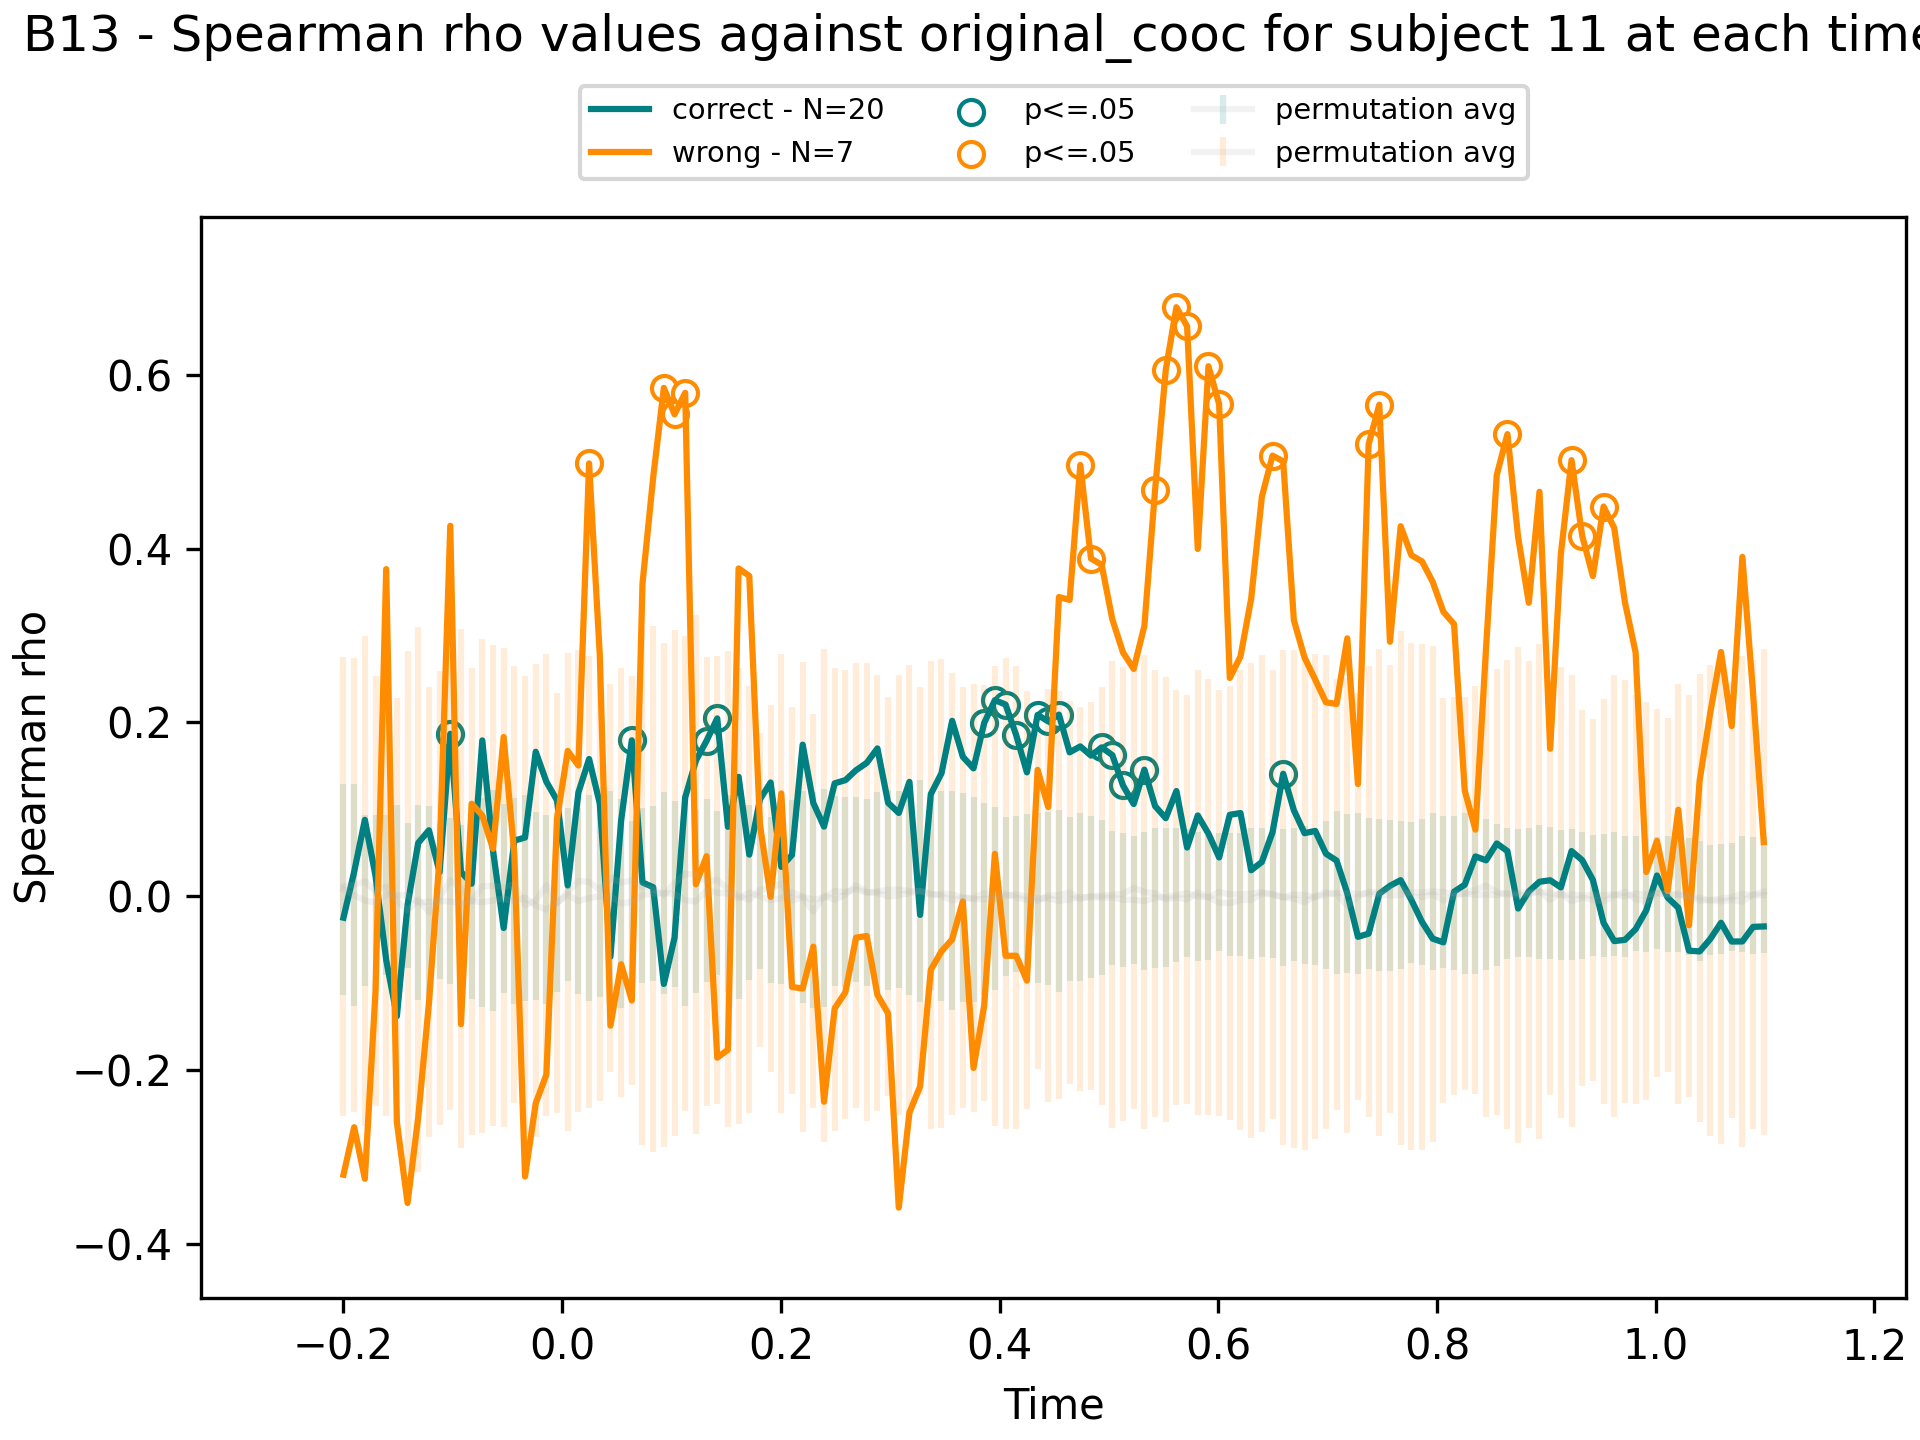 B13 - Spearman rho values against original_cooc for subject 11 at each time
correct - N=20 p<=.05 permutation avg
wrong - N=7 p<=.05 permutation avg
Spearman rho
0.6
0.4
0.2
0.0
−0.2
−0.4
−0.2 0.0 0.2 0.4 0.6 0.8 1.0 1.2
Time